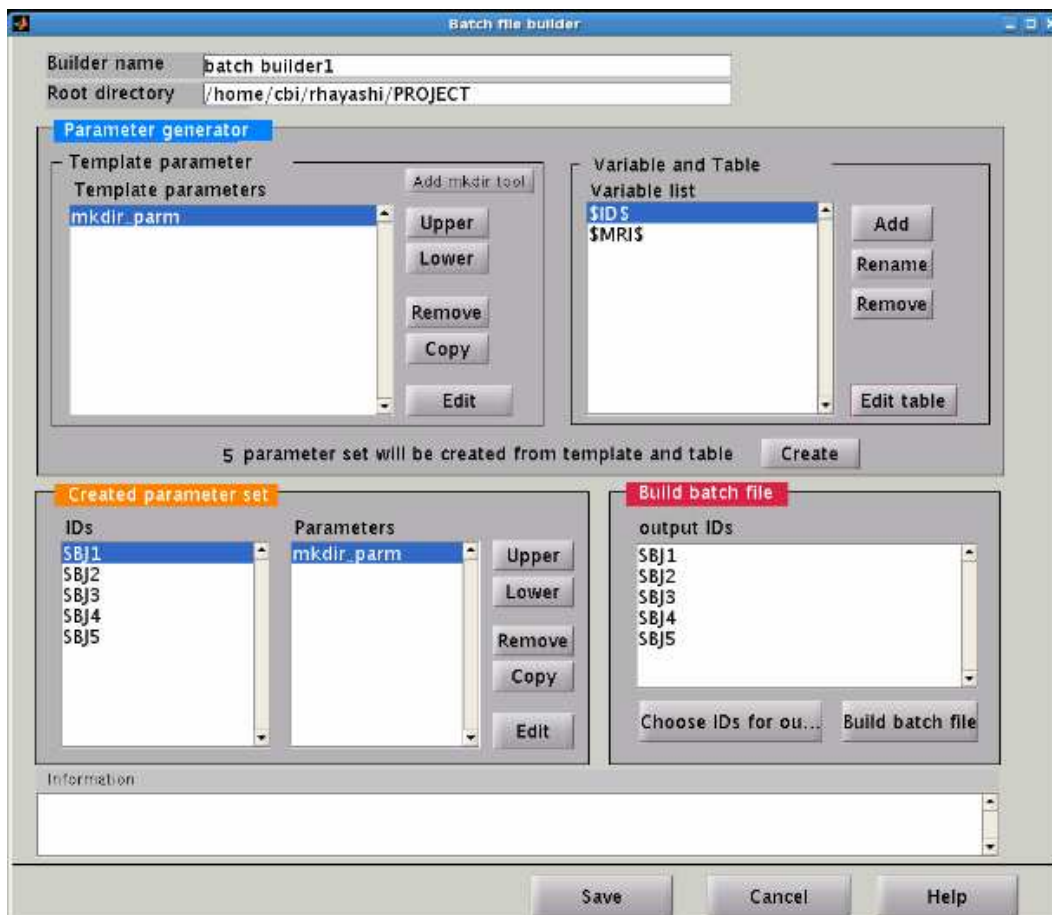 Batch file builder
Builder name batch builder1
Root directory /home/cbi/rhayashi/PROJECT
Parameter generator
Template parameter
Template parameters
mkdir_parm
Add mkdir tool
Upper
Lower
Remove
Copy
Edit
Variable and Table
Variable list
$ID$
$MRI$
Add
Rename
Remove
Edit table
5 parameter set will be created from template and table Create
Created parameter set
IDs
SBJ1
SBJ2
SBJ3
SBJ4
SBJ5
Parameters
mkdir_parm
Upper
Lower
Remove
Copy
Edit
Build batch file
output IDs
SBJ1
SBJ2
SBJ3
SBJ4
SBJ5
Choose IDs for ou... Build batch file
Information
Save Cancel Help